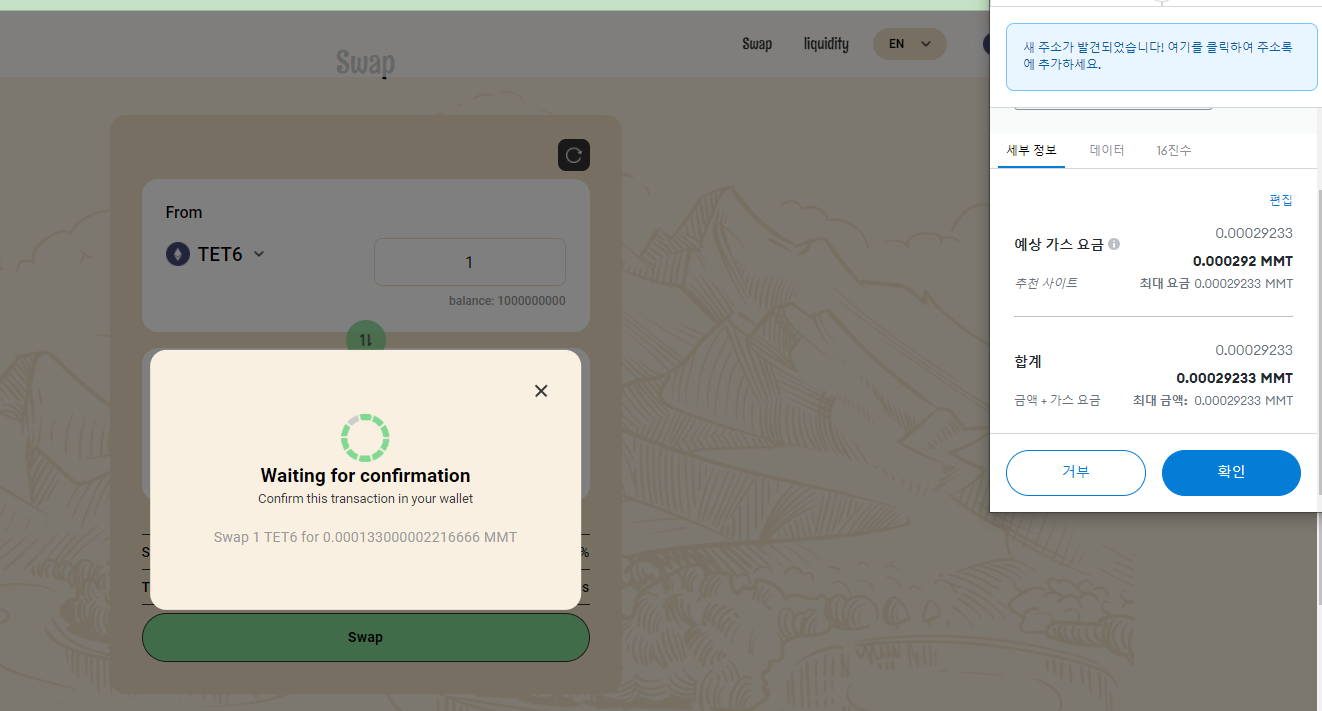 Swap
Swap
liquidity
EN
From
TET6
1
balance: 1000000000
Waiting for confirmation
Confirm this transaction in your wallet
Swap 1 TET6 for 0.000133000002216666 MMT
S
%
T
s
Swap
새 주소가 발견되었습니다! 여기를 클릭하여 주소록
에 추가하세요.
세부 정보 데이터 16진수
편집
0.00029233
예상 가스 요금
0.000292 MMT
추천 사이트 최대 요금 0.00029233 MMT
0.00029233
합계
0.00029233 MMT
금액 + 가스 요금 최대 금액: 0.00029233 MMT
거부 확인